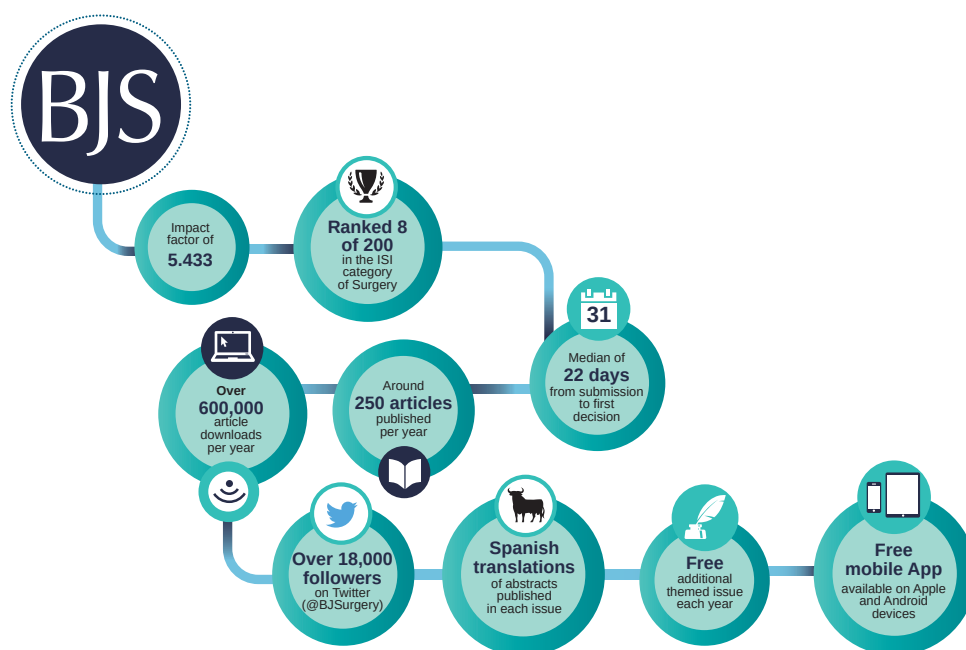 BJS
Impact
factor of
5.433
Ranked 8
of 200
in the ISI
category
of Surgery
31
Median of
22 days
from submission
to first
decision
Around
250 articles
published
per year
Over
600,000
article
downloads
per year
Over 18,000
followers
on Twitter
(@BJSurgery)
Spanish
translations
of abstracts
published
in each issue
Free
additional
themed issue
each year
Free
mobile App
available on Apple
and Android
devices